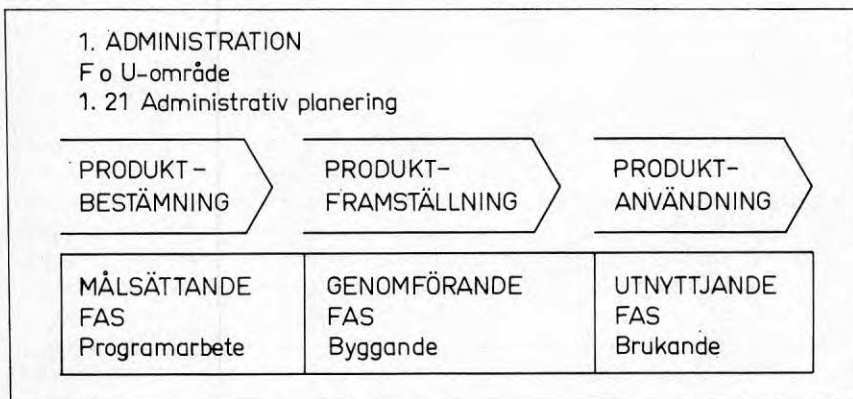 1. ADMINISTRATION
F o U-område
1. 21 Administrativ planering
PRODUKT-
BESTÄMNING
PRODUKT-
FRAMSTÄLLNING
PRODUKT-
ANVÄNDNING
MÅLSÄTTANDE
FAS
Programarbete
GENOMFÖRANDE
FAS
Byggande
UTNYTTJANDE
FAS
Brukande